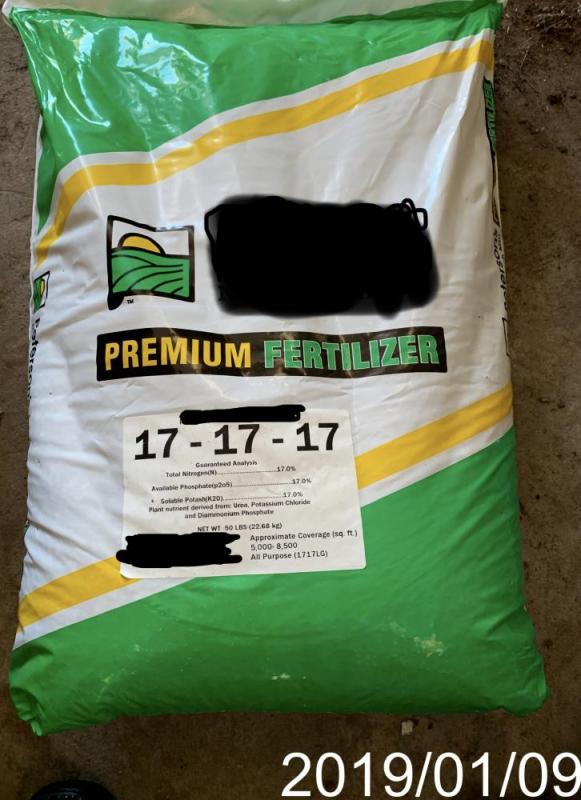 TM
PREMIUM FERTILIZER
17 - 17 - 17
Guaranteed Analysis
Total Nitrogen(N)..........................17.0%
Available Phosphate(p2o5)..........................17.0%
Soluble Potash(K20)......................17.0%
Plant nutrient derived from: Urea, Potassium Chloride
and Diammonium Phosphate
NET WT 50 LBS (22.68 kg)
Approximate Coverage (sq. ft.)
5,000- 8,500
All Purpose (1717LG)
2019/01/09